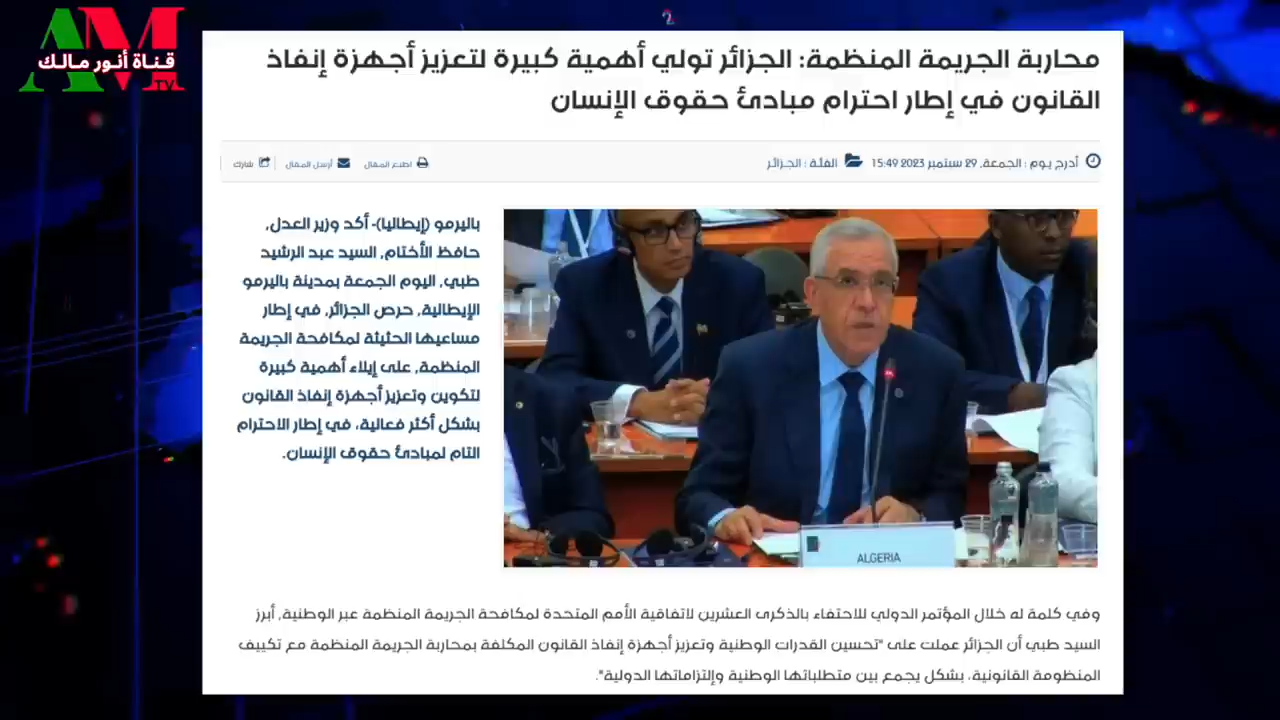 AM
قناة أنور مالك
TV
محاربة الجريمة المنظمة: الجزائر تولي أهمية كبيرة لتعزيز أجهزة إنفاذ
القانون في إطار احترام مبادئ حقوق الإنسان
أدرج يوم : الجمعة, 29 سبتمبر 2023 15:49 الفئة : الجزائر اطبع المقال أرسل المقال شارك
باليرمو (إيطاليا)- أكد وزير العدل,
حافظ الأختام, السيد عبد الرشيد
طبي, اليوم الجمعة بمدينة باليرمو
الإيطالية, حرص الجزائر, في إطار
مساعيها الحثيثة لمكافحة الجريمة
المنظمة, على إيلاء أهمية كبيرة
لتكوين وتعزيز أجهزة إنفاذ القانون
بشكل أكثر فعالية, في إطار الاحترام
التام لمبادئ حقوق الإنسان.
ALGERIA
وفي كلمة له خلال المؤتمر الدولي للاحتفاء بالذكرى العشرين لاتفاقية الأمم المتحدة لمكافحة الجريمة المنظمة عبر الوطنية, أبرز
السيد طبي أن الجزائر عملت على "تحسين القدرات الوطنية وتعزيز أجهزة إنفاذ القانون المكلفة بمحاربة الجريمة المنظمة مع تكييف
المنظومة القانونية, بشكل يجمع بين متطلباتها الوطنية وإلتزاماتها الدولية".